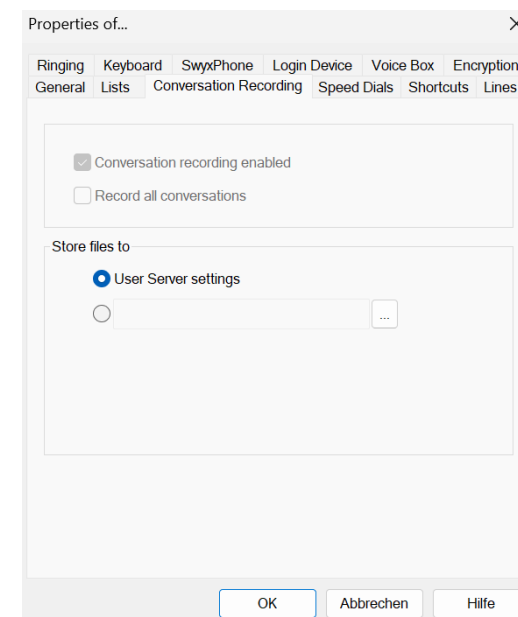 Properties of...
Ringing Keyboard SwyxPhone Login Device Voice Box Encryption
General Lists Conversation Recording Speed Dials Shortcuts Lines
Conversation recording enabled
Record all conversations
Store files to
User Server settings
...
OK Abbrechen Hilfe